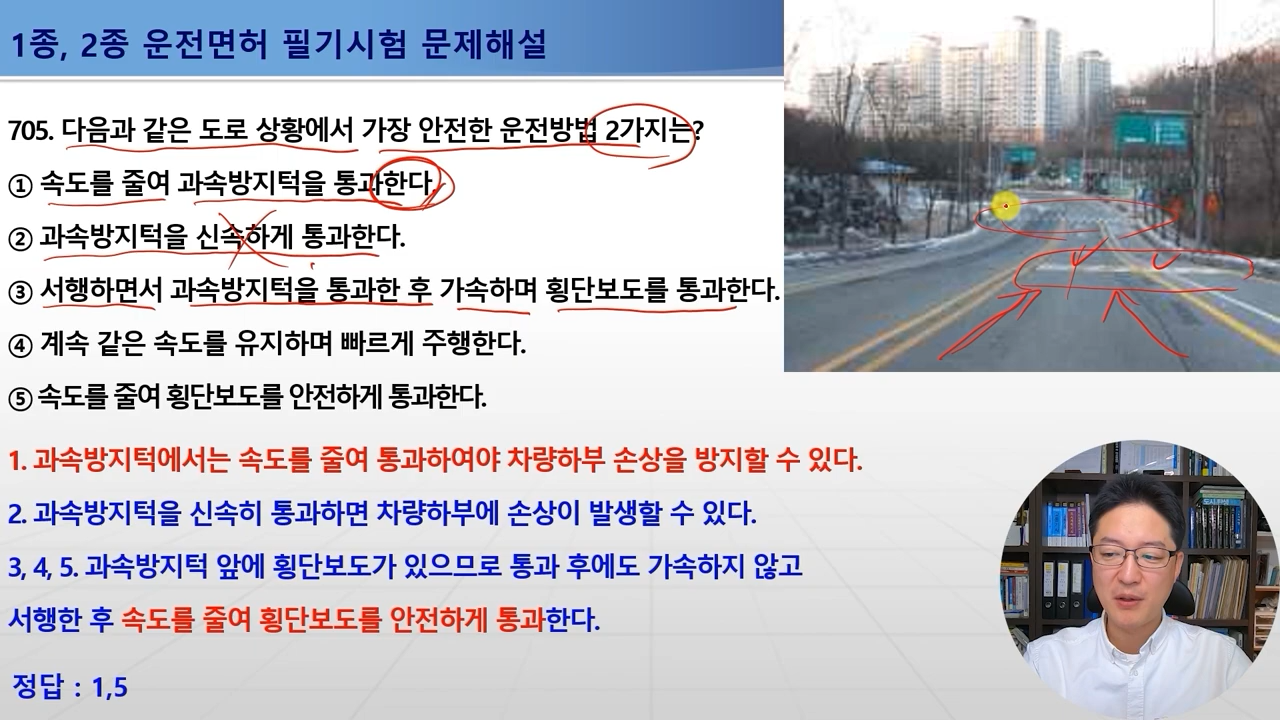 1종, 2종 운전면허 필기시험 문제해설
705. 다음과 같은 도로 상황에서 가장 안전한 운전방법 2가지는?
① 속도를 줄여 과속방지턱을 통과한다.
② 과속방지턱을 신속하게 통과한다.
③ 서행하면서 과속방지턱을 통과한 후 가속하며 횡단보도를 통과한다.
④ 계속 같은 속도를 유지하며 빠르게 주행한다.
⑤ 속도를 줄여 횡단보도를 안전하게 통과한다.
1. 과속방지턱에서는 속도를 줄여 통과하여야 차량하부 손상을 방지할 수 있다.
2. 과속방지턱을 신속히 통과하면 차량하부에 손상이 발생할 수 있다.
3, 4, 5. 과속방지턱 앞에 횡단보도가 있으므로 통과 후에도 가속하지 않고
서행한 후 속도를 줄여 횡단보도를 안전하게 통과한다.
정답 : 1,5